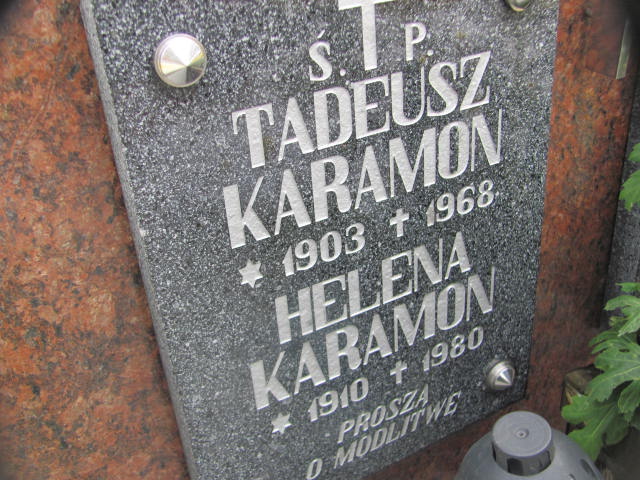 Ś. P.
TADEUSZ
KARAMON
* 1903 † 1968
HELENA
KARAMON
* 1910 † 1980
PROSZĄ
O MODLITWĘ